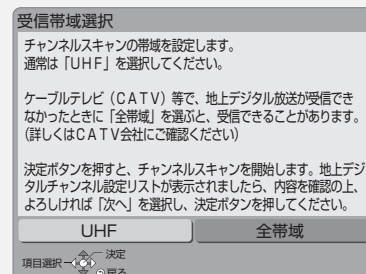 受信帯域選択
チャンネルスキャンの帯域を設定します。
通常は「UHF」を選択してください。
ケーブルテレビ（CATV）等で、地上デジタル放送が受信でき
なかったときに「全帯域」を選ぶと、受信できることがあります。
(詳しくはCATV会社にご確認ください)
決定ボタンを押すと、チャンネルスキャンを開始します。地上デジ
タルチャンネル設定リストが表示されましたら、内容を確認の上、
よろしければ「次へ」を選択し、決定ボタンを押してください。
UHF 全帯域
決定
項目選択
戻る